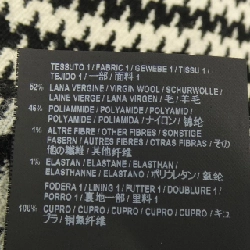 TESSUTO 1 / FABRIC 1 / GEWEBE 1 / TISSU 1
TEJIDO 1 / 一部 / 面料 1
52% LANA VERGINE / VIRGIN WOOL / SCHURWOLLE /
LAINE VIERGE / LANA VIRGEN / 毛 / 羊毛
46% POLIAMMIDE / POLYAMIDE / POLYAMID /
POLYAMIDE / POLIAMIDA / ナイロン / 锦纶
1% ALTRE FIBRE / OTHER FIBRES / SONSTIGE
FASERN / AUTRES FIBRES / OTRAS FIBRAS / その
他の繊維 / 其他纤维
1% ELASTAN / ELASTANE / ELASTHAN /
ELASTHANNE / ELASTANO / ポリウレタン / 氨纶
FODERA 1 / LINING 1 / FUTTER 1 / DOUBLURE 1 /
FORRO 1 / 裏地一部 / 里料 1
100% CUPRO / CUPRO / CUPRO / CUPRO / CUPRO / キュ
プラ / 铜氨纤维